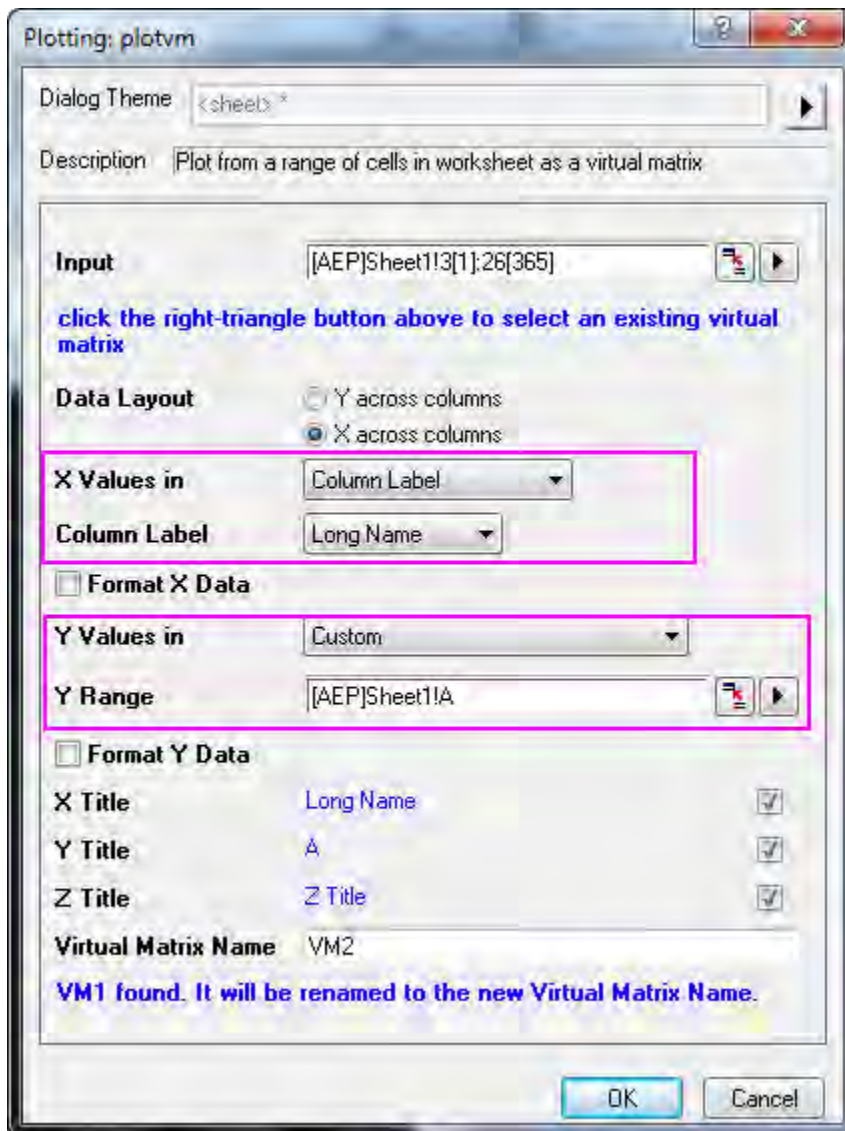 Plotting: plotvm
Dialog Theme <sheet> *
Description Plot from a range of cells in worksheet as a virtual matrix
Input [AEP]Sheet1!3[1]:26[365]
click the right-triangle button above to select an existing virtual
matrix
Data Layout Y across columns
X across columns
X Values in Column Label
Column Label Long Name
Format X Data
Y Values in Custom
Y Range [AEP]Sheet1!A
Format Y Data
X Title Long Name
Y Title A
Z Title Z Title
Virtual Matrix Name VM2
VM1 found. It will be renamed to the new Virtual Matrix Name.
OK Cancel